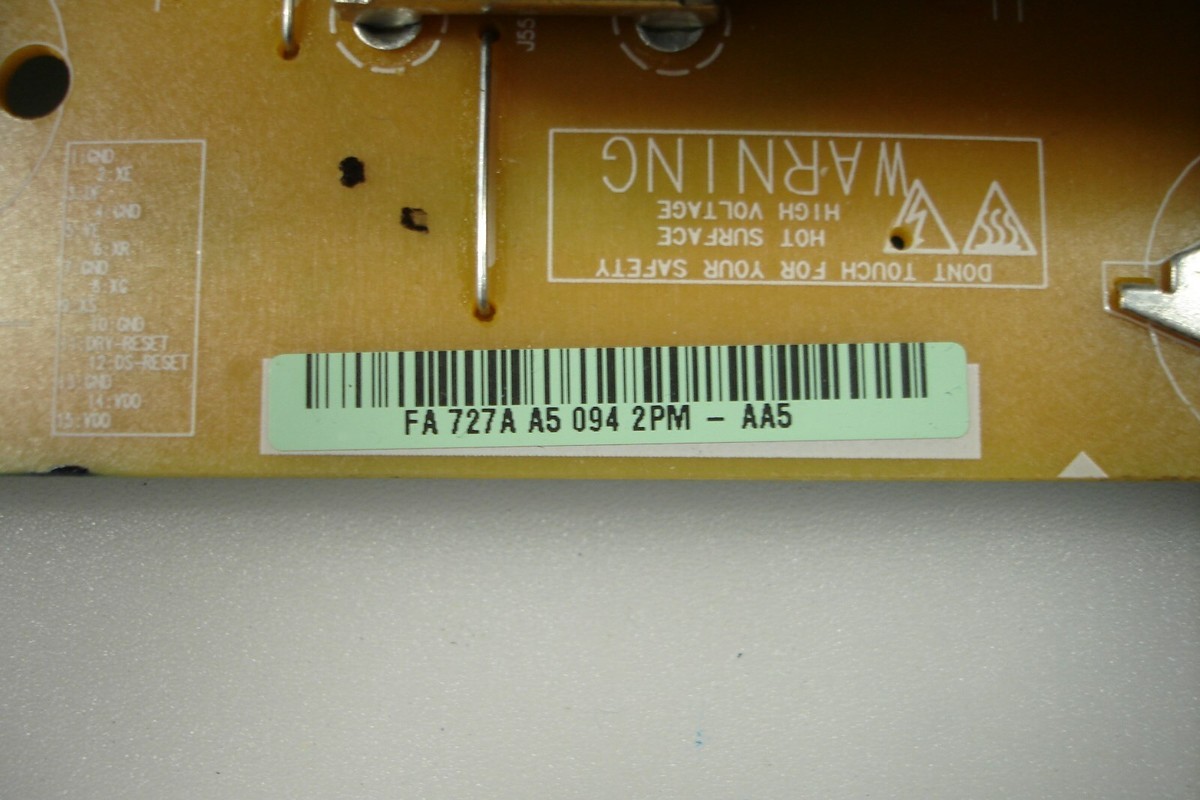 J55
1:GND
2:XE
4:GND
6:XR
7:GND
8:XG
10:GND
11:DRY-RESET
12:DS-RESET
13:GND
14:VDD
15:VDD
WARNING
HIGH VOLTAGE
HOT SURFACE
DONT TOUCH FOR YOUR SAFETY
FA 727A A5 094 2PM - AA5